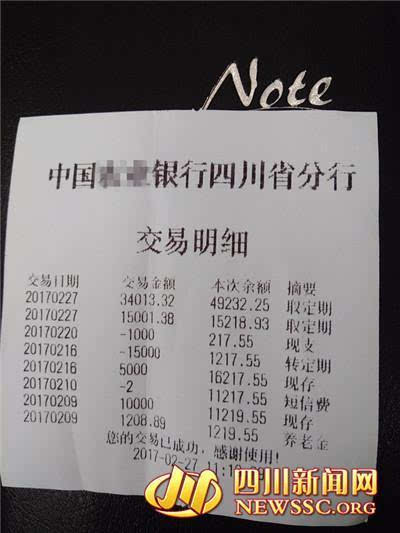 Note
中国银行四川省分行
交易明细
交易日期 交易金额 本次余额 摘要
20170227 34013.32 49232.25 取定期
20170227 15001.38 15218.93 取定期
20170220 -1000 217.55 现支
20170216 -15000 1217.55 转定期
20170216 5000 16217.55 现存
20170210 -2 11217.55 短信费
20170209 10000 11219.55 现存
20170209 1208.89 1219.55 养老金
您的交易已成功，感谢使用！
2017-02-27
四川新闻网
NEWSSC.ORG